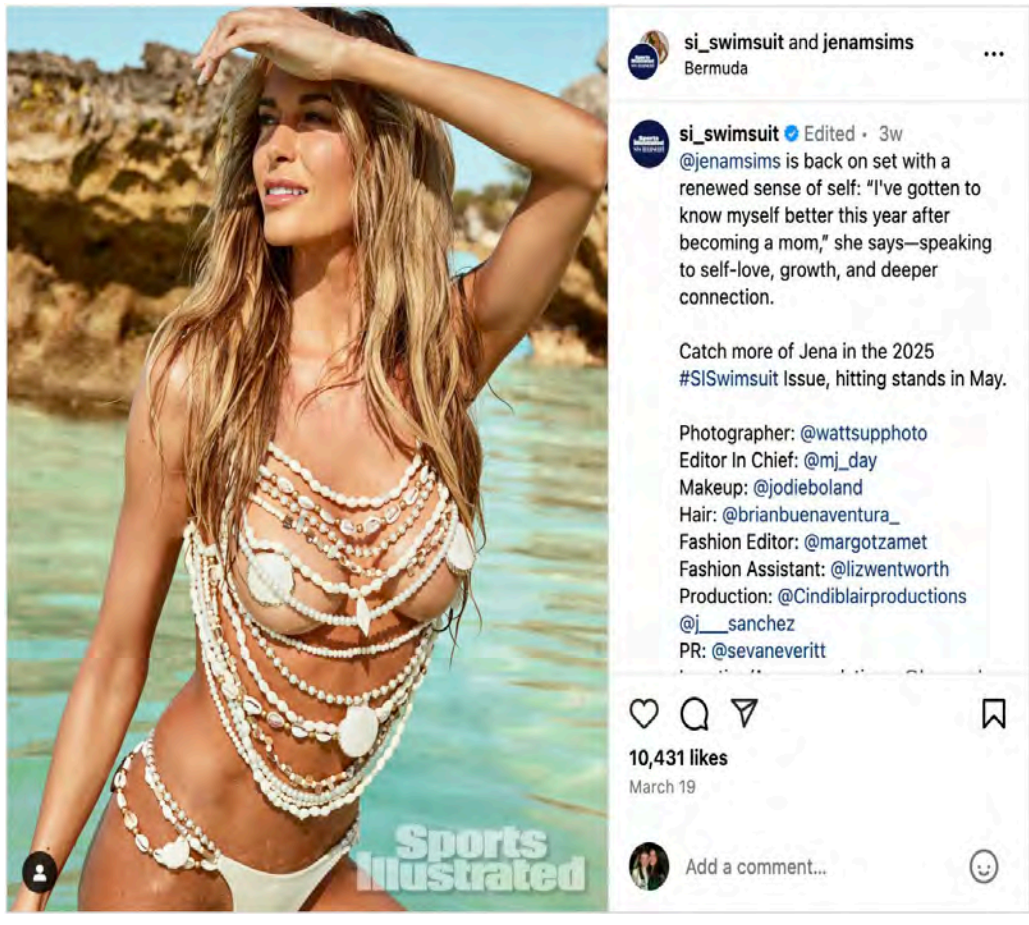 si_swimsuit and jenamsims
Bermuda
si_swimsuit Edited • 3w
@jenamsims is back on set with a
renewed sense of self: “I've gotten to
know myself better this year after
becoming a mom,” she says—speaking
to self-love, growth, and deeper
connection.
Catch more of Jena in the 2025
#SISwimsuit Issue, hitting stands in May.
Photographer: @wattsupphoto
Editor In Chief: @mj_day
Makeup: @jodieboland
Hair: @brianbuenaventura_
Fashion Editor: @margotzamet
Fashion Assistant: @lizwentworth
Production: @Cindiblairproductions
@j___sanchez
PR: @sevaneveritt
10,431 likes
March 19
Add a comment...
Sports
Illustrated